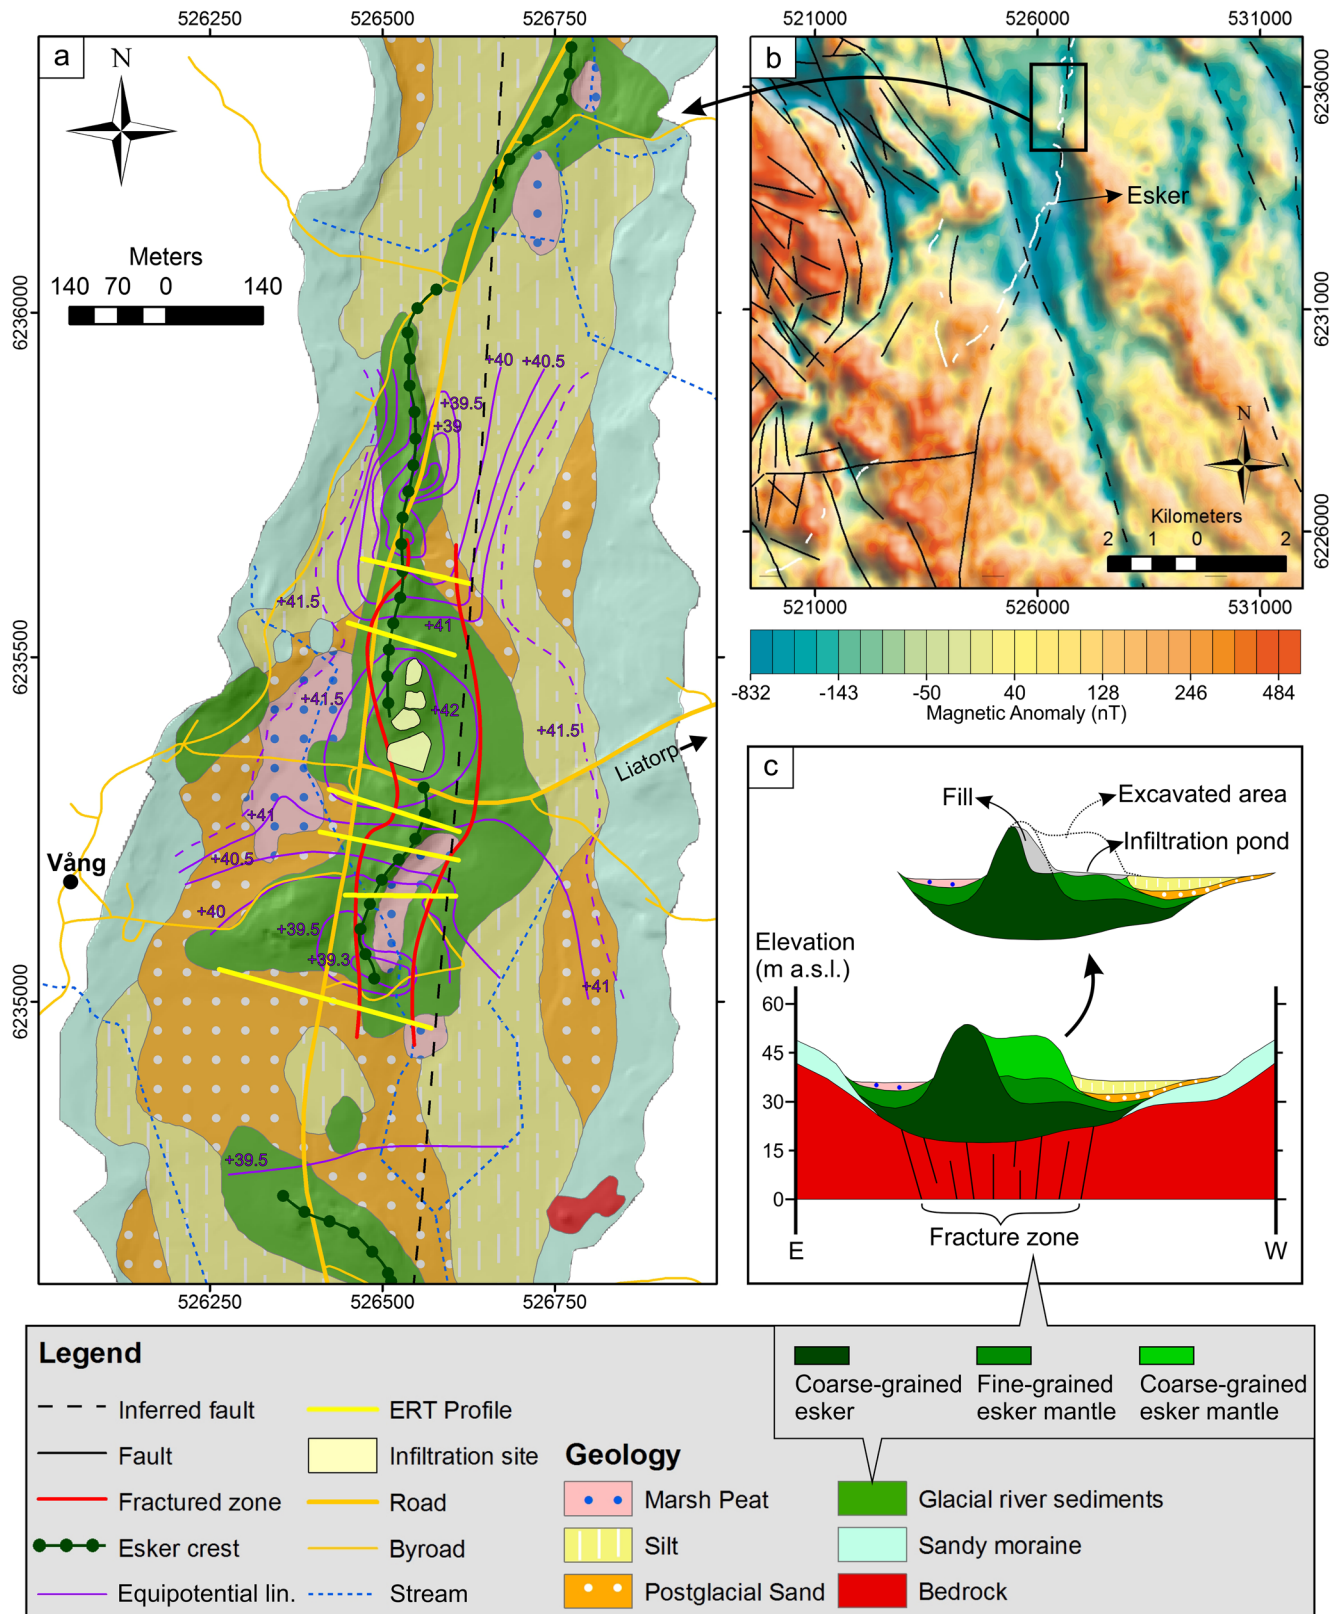 526250 526500 526750
a
N
Meters
140 70 0 140
6236000
6235500
6235000
+40 +40.5
+39.5
+39
+41.5
+41
+41.5
+42
+41.5
Liatorp
+41
+40.5
Vång
+40
+39.5
+39.3
+41
+39.5
526250 526500 526750
521000 526000 531000
b
Esker
N
Kilometers
2 1 0 2
6236000
6231000
6226000
521000 526000 531000
-832 -143 -50 40 128 246 484
Magnetic Anomaly (nT)
c
Fill
Excavated area
Infiltration pond
Elevation
(m a.s.l.)
60
45
30
15
0
Fracture zone
E W
Legend
Inferred fault
Fault
Fractured zone
Esker crest
Equipotential lin.
ERT Profile
Infiltration site
Road
Byroad
Stream
Geology
Marsh Peat
Silt
Postglacial Sand
Glacial river sediments
Sandy moraine
Bedrock
Coarse-grained
esker
Fine-grained
esker mantle
Coarse-grained
esker mantle